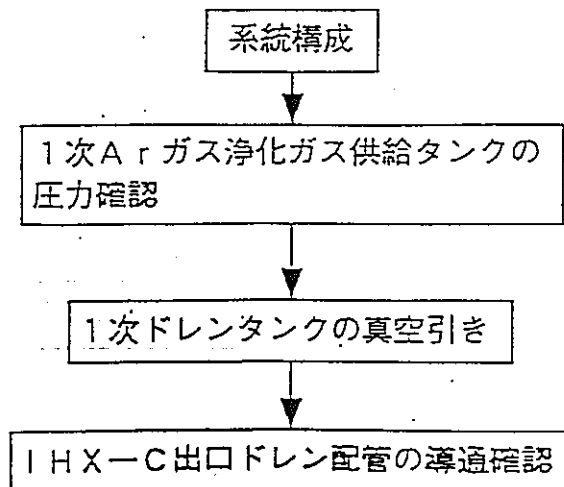 系統構成
1次Arガス浄化ガス供給タンクの
圧力確認
1次ドレンタンクの真空引き
IHX－C出口ドレン配管の導通確認